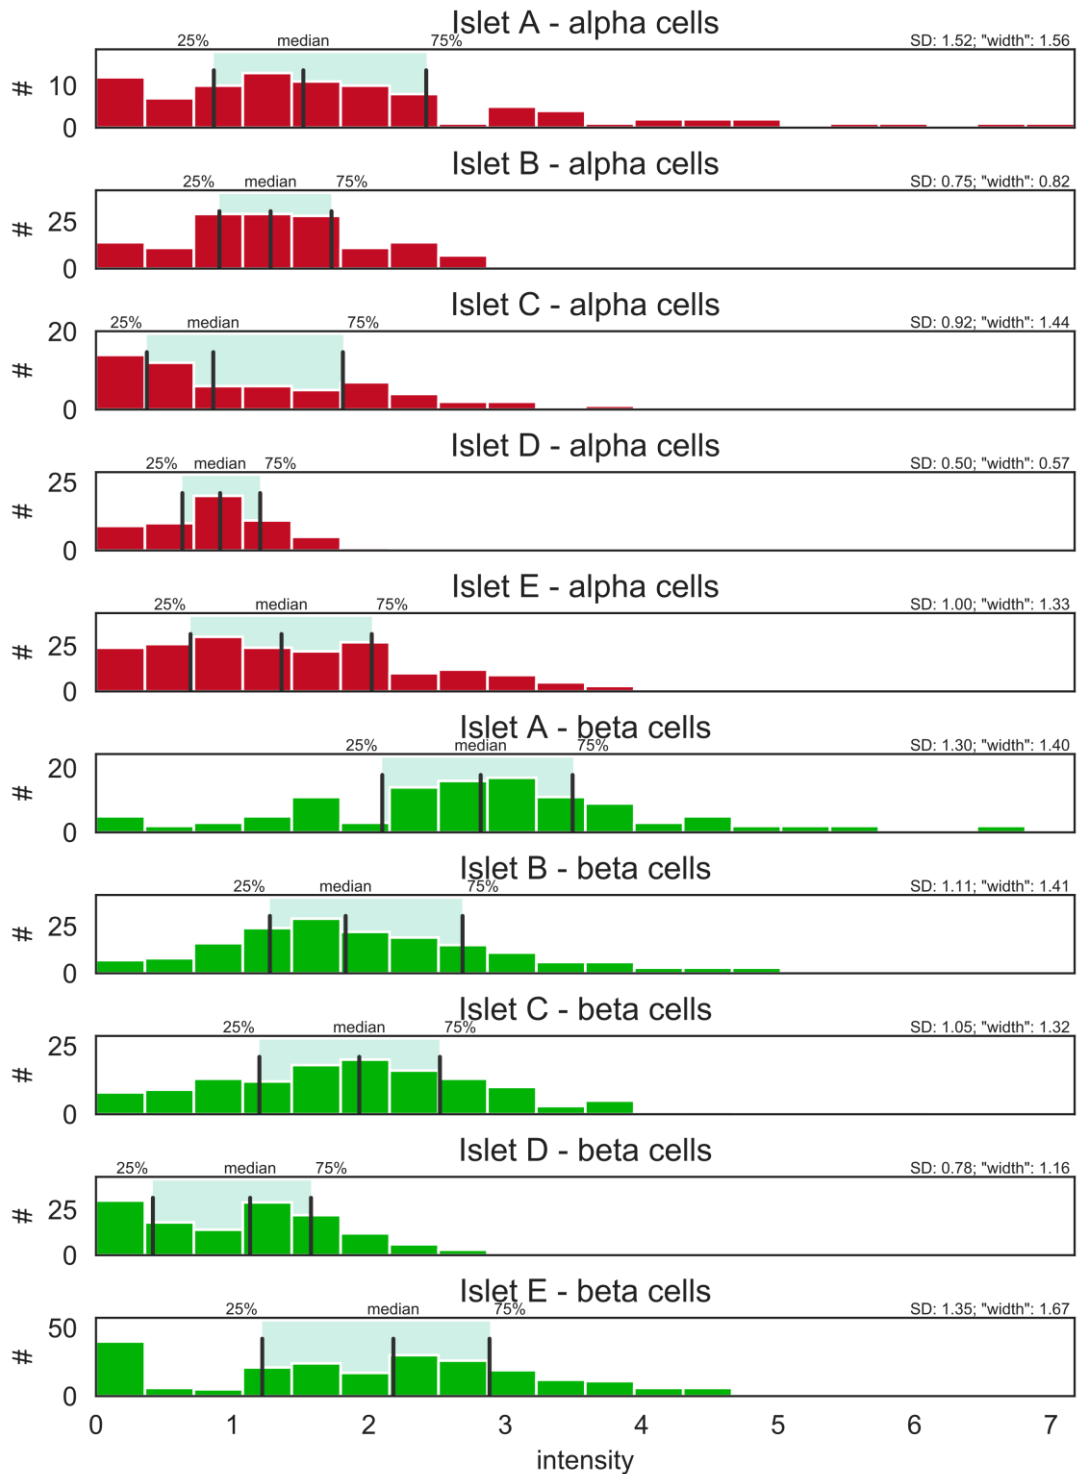 Islet A - alpha cells
25% median 75% SD: 1.52; "width": 1.56
# 10
0
Islet B - alpha cells
25% median 75% SD: 0.75; "width": 0.82
# 25
0
Islet C - alpha cells
25% median 75% SD: 0.92; "width": 1.44
20
#
0
Islet D - alpha cells
25% median 75% SD: 0.50; "width": 0.57
25
#
0
Islet E - alpha cells
25% median 75% SD: 1.00; "width": 1.33
# 25
0
Islet A - beta cells
25% median 75% SD: 1.30; "width": 1.40
20
#
0
Islet B - beta cells
25% median 75% SD: 1.11; "width": 1.41
# 25
0
Islet C - beta cells
25% median 75% SD: 1.05; "width": 1.32
25
#
0
Islet D - beta cells
25% median 75% SD: 0.78; "width": 1.16
# 25
0
Islet E - beta cells
25% median 75% SD: 1.35; "width": 1.67
50
#
0
0 1 2 3 4 5 6 7
intensity